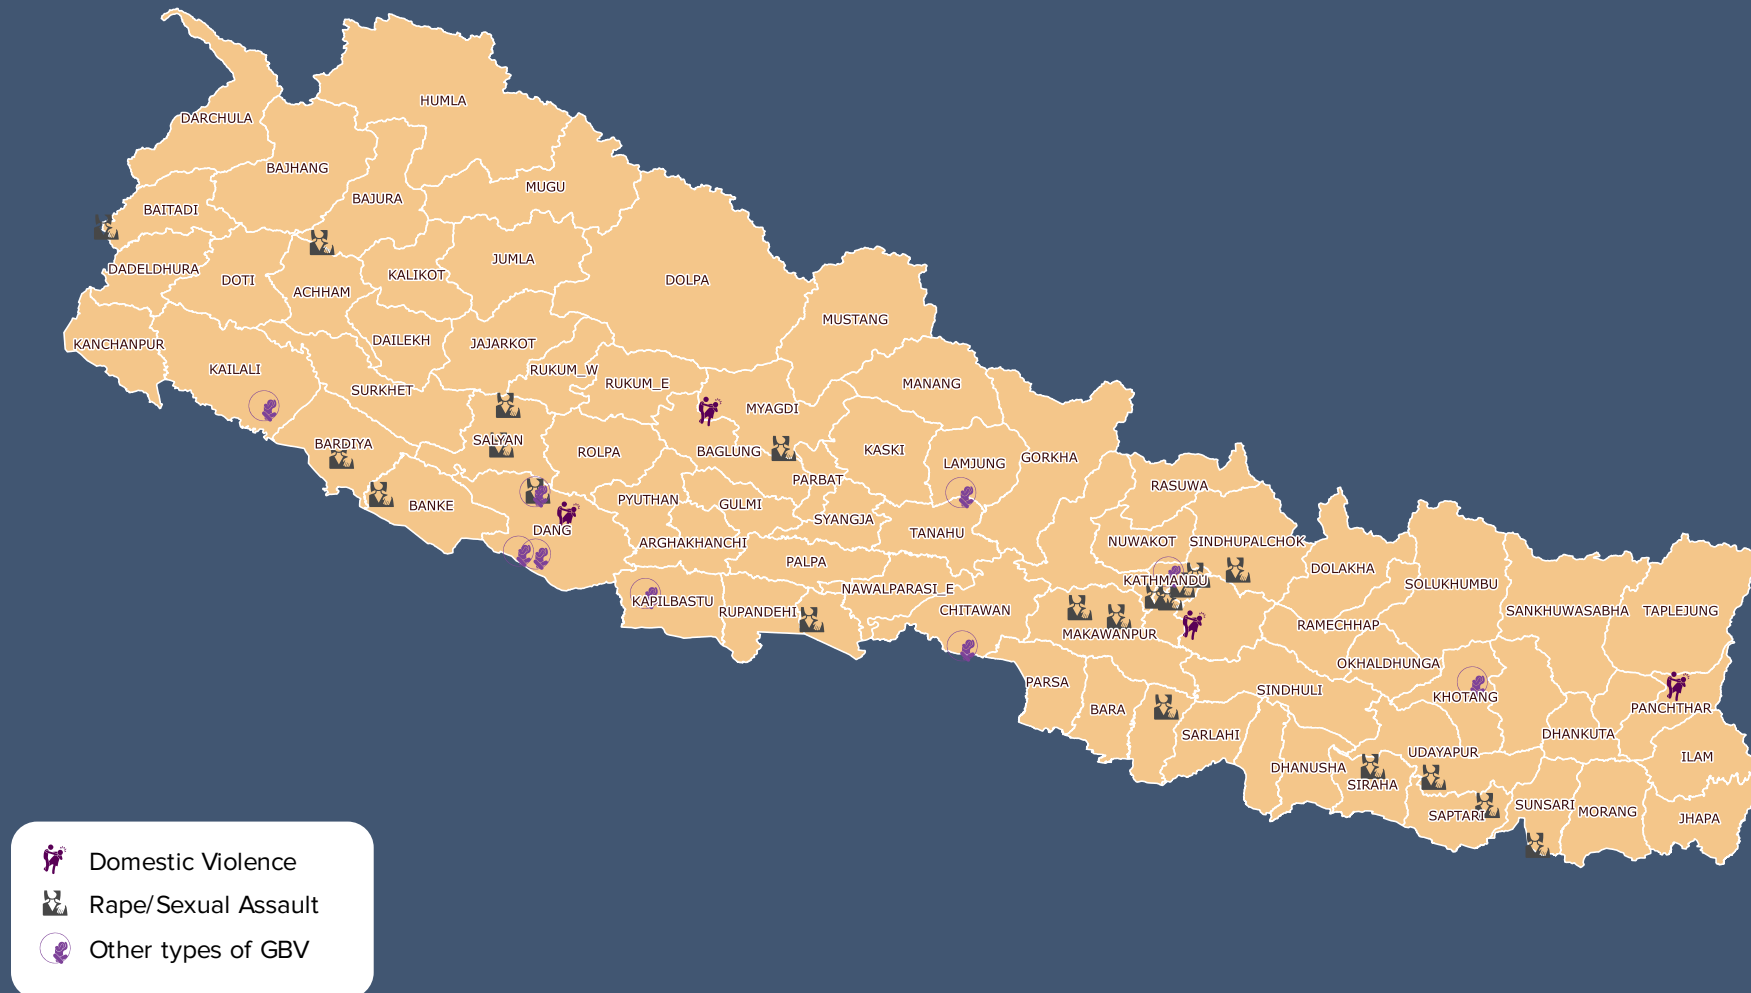 HUMLA
DARCHULA
BAJHANG
MUGU
BAJURA
BAITADI
JUMLA
DADELDHURA
KALIKOT
DOTI
DOLPA
ACHHAM
MUSTANG
DAILEKH
KANCHANPUR
JAJARKOT
KAILALI
RUKUM_W
RUKUM_E
MANANG
SURKHET
MYAGDI
SALYAN
BARDIYA
ROLPA
BAGLUNG
KASKI
GORKHA
LAMJUNG
PARBAT
RASUWA
PYUTHAN
GULMI
BANKE
SYANGJA
DANG
TANAHU
ARGHAKHANCHI
NUWAKOT
SINDHUPALCHOK
PALPA
DOLAKHA
KATHMANDU
SOLUKHUMBU
NAWALPARASI_E
KAPILBASTU
RUPANDEHI
CHITAWAN
SANKHUWASABHA
TAPLEJUNG
RAMECHHAP
MAKAWANPUR
OKHALDHUNGA
PARSA
SINDHULI
KHOTANG
BARA
PANCHTHAR
SARLAHI
DHANKUTA
UDAYAPUR
ILAM
DHANUSHA
SIRAHA
SUNSARI
MORANG
SAPTARI
JHAPA
Domestic Violence
Rape/Sexual Assault
Other types of GBV